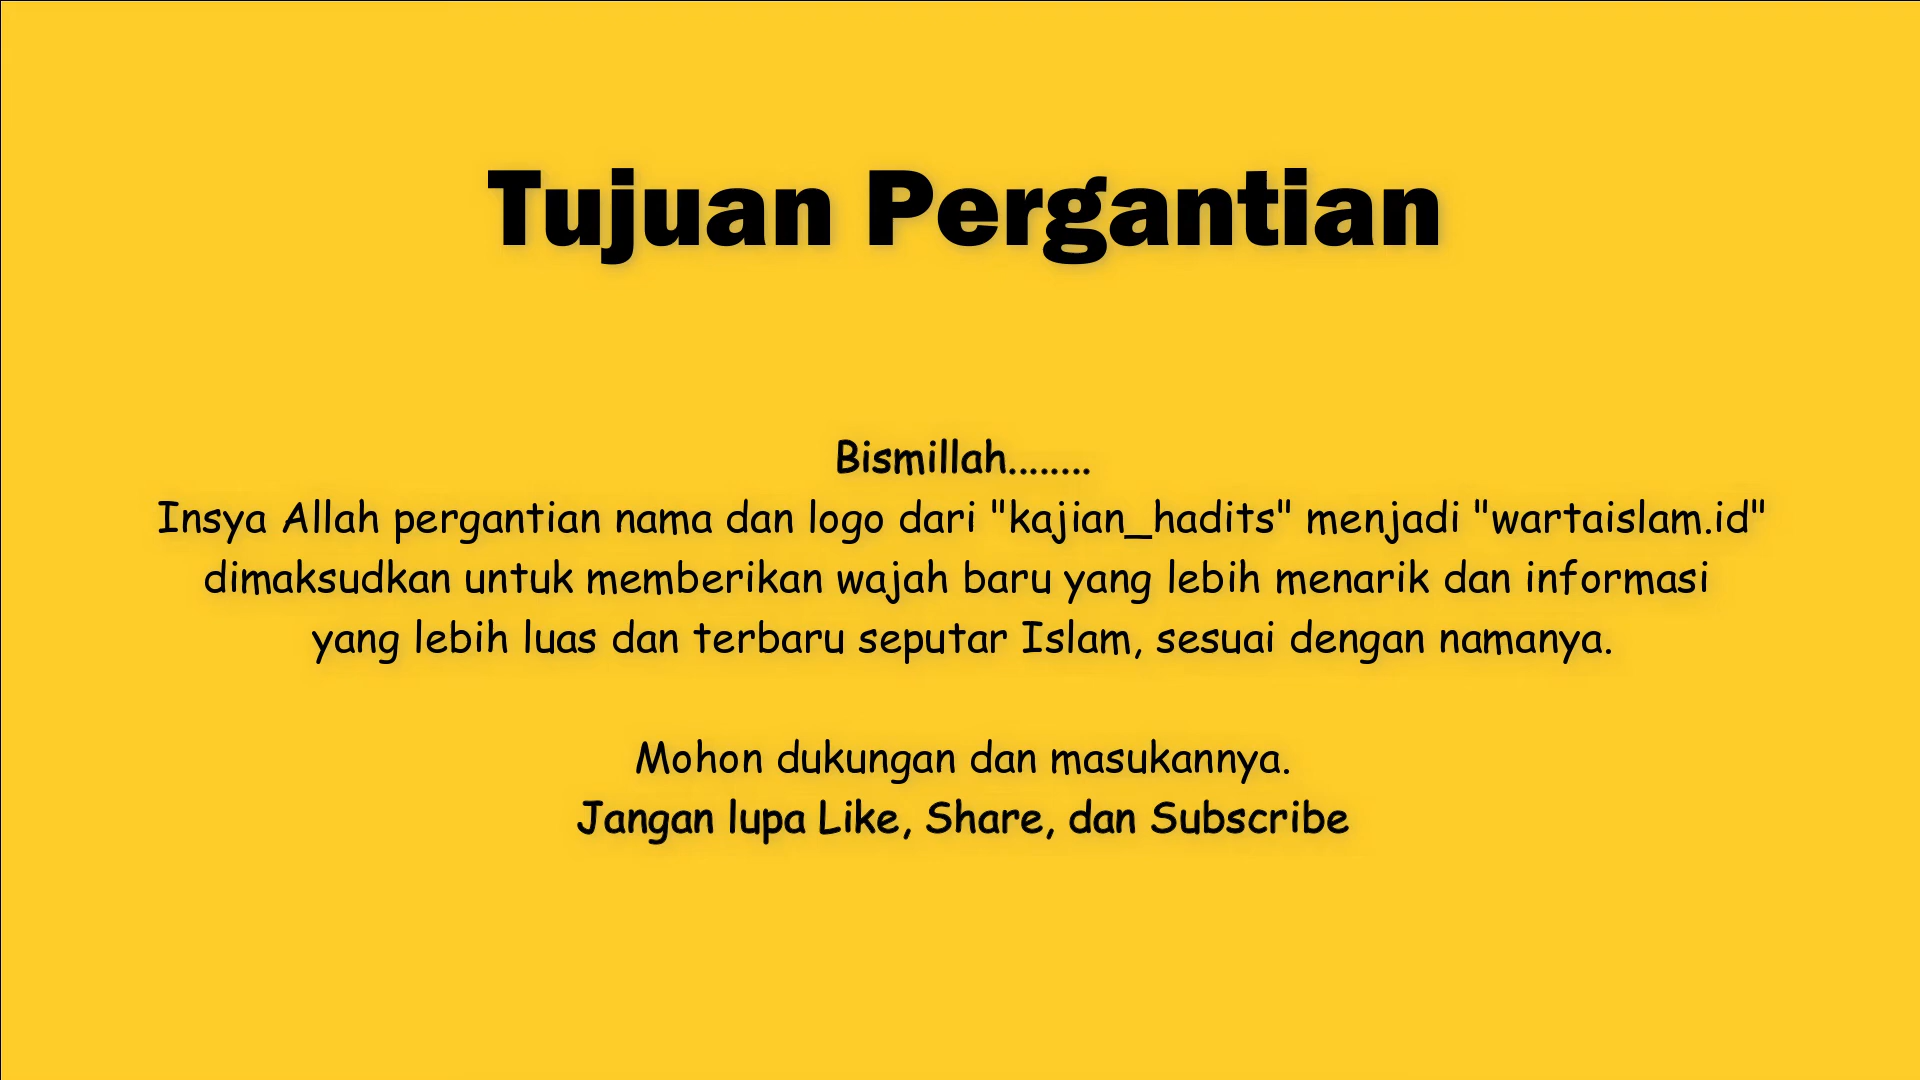 Tujuan Pergantian
Bismillah........
Insya Allah pergantian nama dan logo dari "kajian_hadits" menjadi "wartaislam.id"
dimaksudkan untuk memberikan wajah baru yang lebih menarik dan informasi
yang lebih luas dan terbaru seputar Islam, sesuai dengan namanya.
Mohon dukungan dan masukannya.
Jangan lupa Like, Share, dan Subscribe